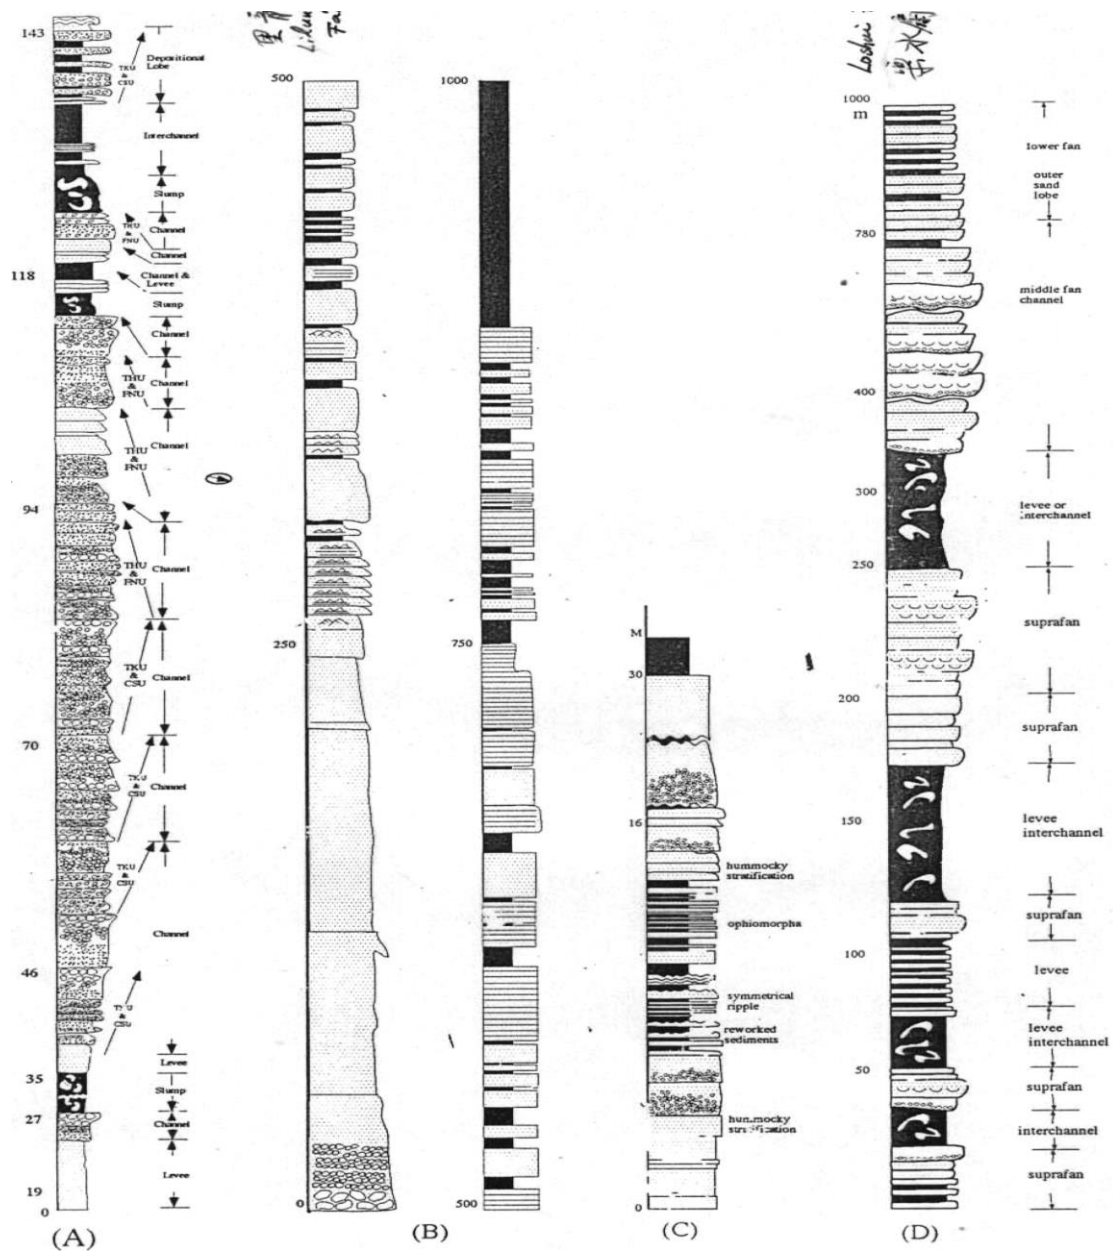 143
118
94
70
46
35
27
19
0
TKU
&
CSU
Depositional
Lobe
Interchannel
Slump
THU
&
FNU
Channel
Channel
Channel &
Levee
Slump
Channel
THU
&
FNU
Channel
THU
&
FNU
Channel
THU
&
FNU
Channel
TKU
&
CSU
Channel
TKU
&
CSU
Channel
TKU
&
CSU
Channel
TKU
&
CSU
Levee
Slump
Channel
Levee
(A)
500
250
0
1000
750
500
(B)
M
30
16
0
hummocky
stratification
ophiomorpha
symmetrical
ripple
reworked
sediments
hummocky
stratification
(C)
Loshui
1000
m
780
400
300
250
200
150
100
50
lower fan
outer
sand
lobe
middle fan
channel
levee or
interchannel
suprafan
suprafan
levee
interchannel
suprafan
levee
levee
interchannel
suprafan
interchannel
suprafan
(D)